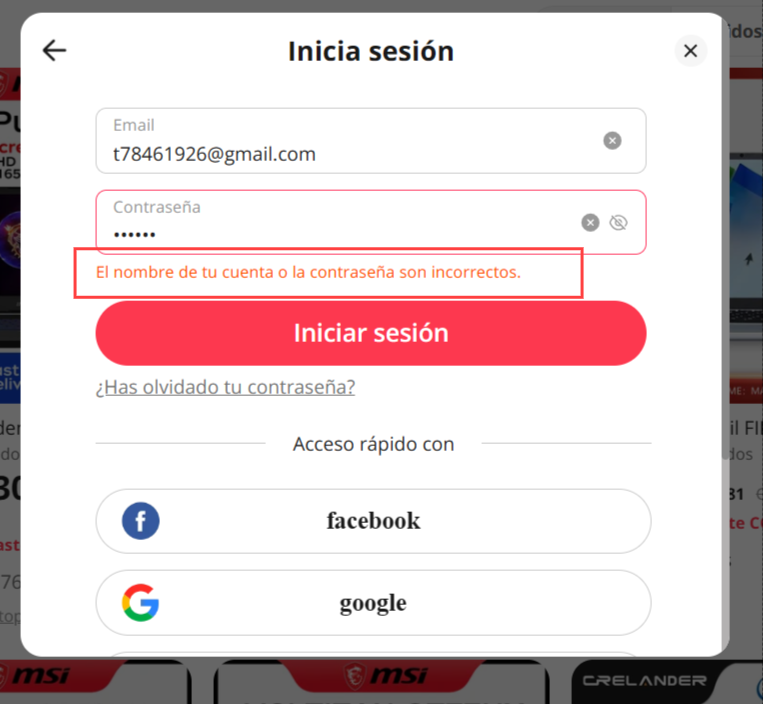 Inicia sesión
Email
t78461926@gmail.com
Contraseña
El nombre de tu cuenta o la contraseña son incorrectos.
Iniciar sesión
¿Has olvidado tu contraseña?
Acceso rápido con
facebook
google
msi
msi
CRELANDER